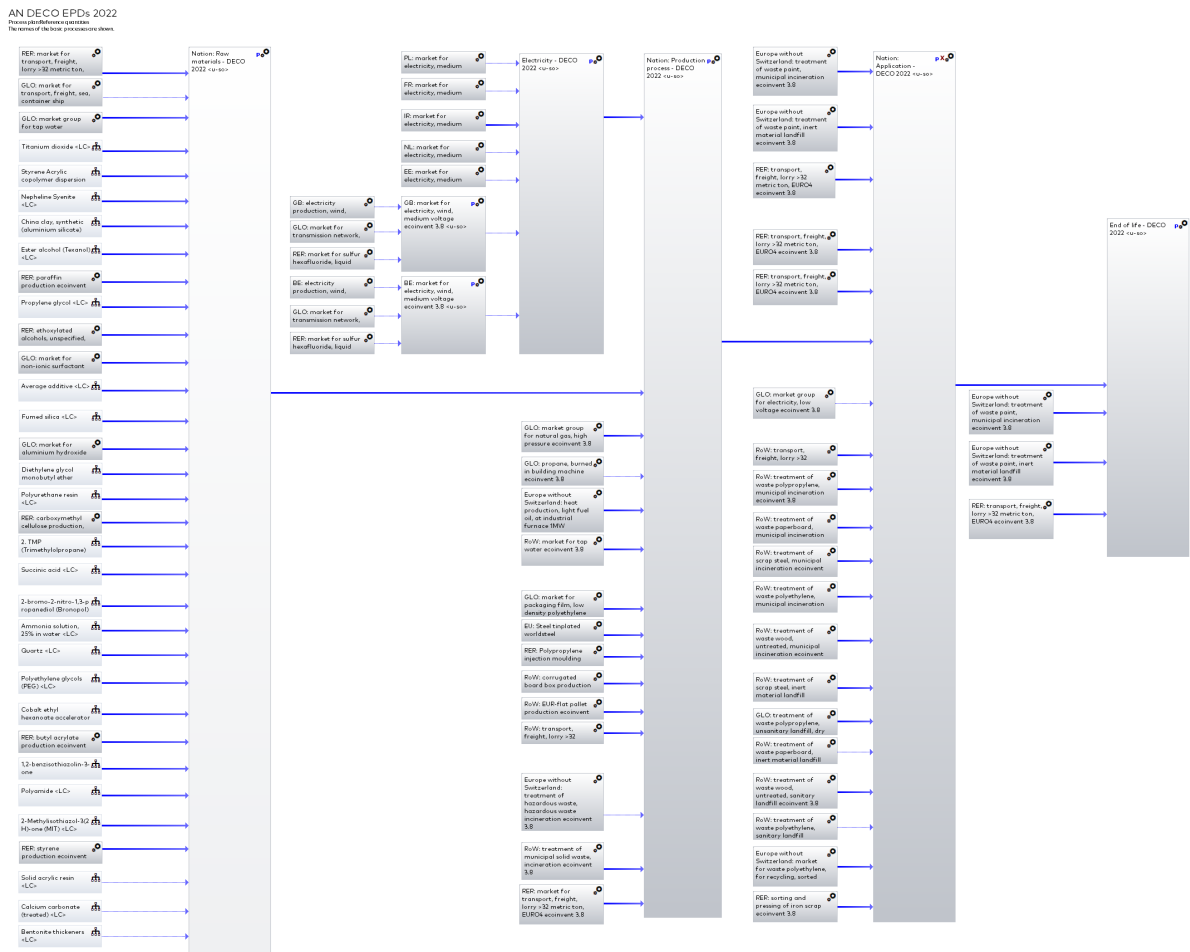 AN DECO EPDs 2022
Process plan:Reference quantities
The names of the basic processes are shown.
RER: market for
transport, freight,
lorry >32 metric ton,
GLO: market for
transport, freight, sea,
container ship
GLO: market group
for tap water
Titanium dioxide <LC>
Styrene Acrylic
copolymer dispersion
Nepheline Syenite
<LC>
China clay, synthetic
(aluminium silicate)
Ester alcohol (Texanol)
<LC>
RER: paraffin
production ecoinvent
Propylene glycol <LC>
RER: ethoxylated
alcohols, unspecified,
GLO: market for
non-ionic surfactant
Average additive <LC>
Fumed silica <LC>
GLO: market for
aluminium hydroxide
Diethylene glycol
monobutyl ether
Polyurethane resin
<LC>
RER: carboxymethyl
cellulose production,
2. TMP
(Trimethylolpropane)
Succinic acid <LC>
2-bromo-2-nitro-1,3-p
ropanediol (Bronopol)
Ammonia solution,
25% in water <LC>
Quartz <LC>
Polyethylene glycols
(PEG) <LC>
Cobalt ethyl
hexanoate accelerator
RER: butyl acrylate
production ecoinvent
1,2-benzisothiazolin-3-
one
Polyamide <LC>
2-Methylisothiazol-3(2
H)-one (MIT) <LC>
RER: styrene
production ecoinvent
Solid acrylic resin
<LC>
Calcium carbonate
(treated) <LC>
Bentonite thickeners
<LC>
Nation: Raw
materials - DECO
2022 <u-so>
GB: electricity
production, wind,
GLO: market for
transmission network,
RER: market for sulfur
hexafluoride, liquid
BE: electricity
production, wind,
GLO: market for
transmission network,
RER: market for sulfur
hexafluoride, liquid
PL: market for
electricity, medium
FR: market for
electricity, medium
IR: market for
electricity, medium
NL: market for
electricity, medium
EE: market for
electricity, medium
GB: market for
electricity, wind,
medium voltage
ecoinvent 3.8 <u-so>
BE: market for
electricity, wind,
medium voltage
ecoinvent 3.8 <u-so>
Electricity - DECO
2022 <u-so>
GLO: market group
for natural gas, high
pressure ecoinvent 3.8
GLO: propane, burned
in building machine
ecoinvent 3.8
Europe without
Switzerland: heat
production, light fuel
oil, at industrial
furnace 1MW
RoW: market for tap
water ecoinvent 3.8
GLO: market for
packaging film, low
density polyethylene
EU: Steel tinplated
worldsteel
RER: Polypropylene
injection moulding
RoW: corrugated
board box production
RoW: EUR-flat pallet
production ecoinvent
RoW: transport,
freight, lorry >32
Europe without
Switzerland:
treatment of
hazardous waste,
hazardous waste
incineration ecoinvent
3.8
RoW: treatment of
municipal solid waste,
incineration ecoinvent
3.8
RER: market for
transport, freight,
lorry >32 metric ton,
EURO4 ecoinvent 3.8
Nation: Production
process - DECO
2022 <u-so>
Europe without
Switzerland: treatment
of waste paint,
municipal incineration
ecoinvent 3.8
Europe without
Switzerland: treatment
of waste paint, inert
material landfill
ecoinvent 3.8
RER: transport,
freight, lorry >32
metric ton, EURO4
ecoinvent 3.8
RER: transport, freight,
lorry >32 metric ton,
EURO4 ecoinvent 3.8
RER: transport, freight,
lorry >32 metric ton,
EURO4 ecoinvent 3.8
GLO: market group
for electricity, low
voltage ecoinvent 3.8
RoW: transport,
freight, lorry >32
RoW: treatment of
waste polypropylene,
municipal incineration
ecoinvent 3.8
RoW: treatment of
waste paperboard,
municipal incineration
RoW: treatment of
scrap steel, municipal
incineration ecoinvent
RoW: treatment of
waste polyethylene,
municipal incineration
RoW: treatment of
waste wood,
untreated, municipal
incineration ecoinvent
RoW: treatment of
scrap steel, inert
material landfill
GLO: treatment of
waste polypropylene,
unsanitary landfill, dry
RoW: treatment of
waste paperboard,
inert material landfill
RoW: treatment of
waste wood,
untreated, sanitary
landfill ecoinvent 3.8
RoW: treatment of
waste polyethylene,
sanitary landfill
Europe without
Switzerland: market
for waste polyethylene,
for recycling, sorted
RER: sorting and
pressing of iron scrap
ecoinvent 3.8
Nation:
Application -
DECO 2022 <u-so>
Europe without
Switzerland: treatment
of waste paint,
municipal incineration
ecoinvent 3.8
Europe without
Switzerland: treatment
of waste paint, inert
material landfill
ecoinvent 3.8
RER: transport, freight,
lorry >32 metric ton,
EURO4 ecoinvent 3.8
End of life - DECO
2022 <u-so>